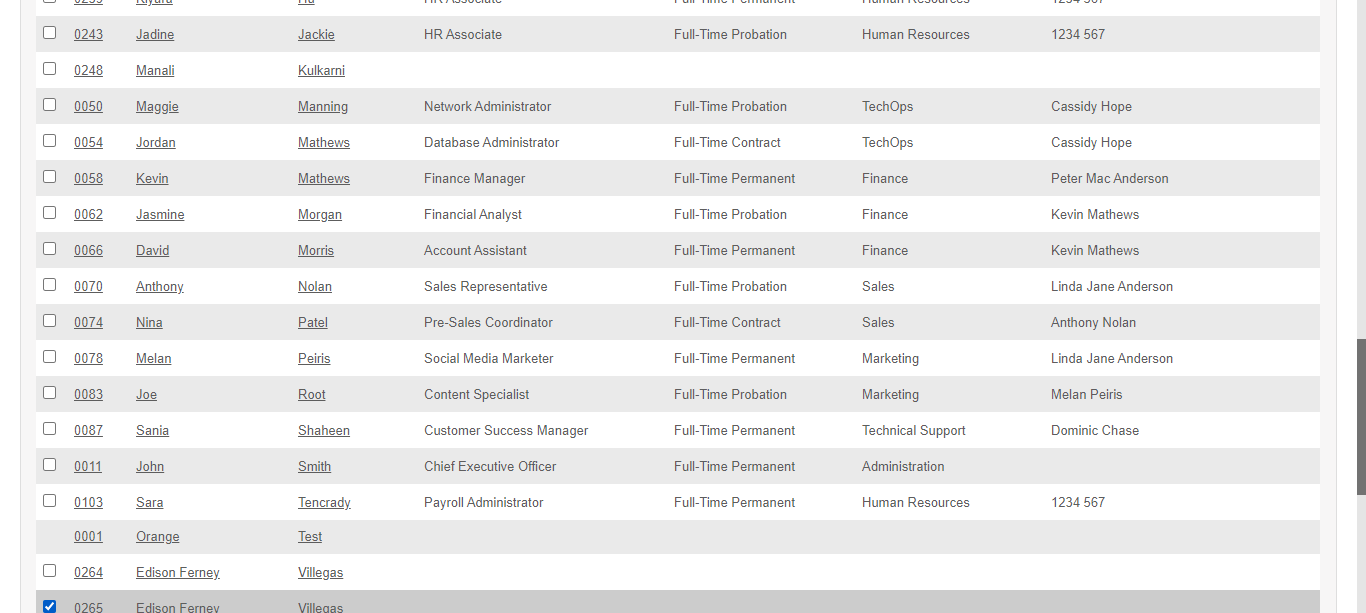 0259 Kiyara Hu HR Associate Full-Time Permanent Human Resources 1234 567
0243 Jadine Jackie HR Associate Full-Time Probation Human Resources 1234 567
0248 Manali Kulkarni
0050 Maggie Manning Network Administrator Full-Time Probation TechOps Cassidy Hope
0054 Jordan Mathews Database Administrator Full-Time Contract TechOps Cassidy Hope
0058 Kevin Mathews Finance Manager Full-Time Permanent Finance Peter Mac Anderson
0062 Jasmine Morgan Financial Analyst Full-Time Probation Finance Kevin Mathews
0066 David Morris Account Assistant Full-Time Permanent Finance Kevin Mathews
0070 Anthony Nolan Sales Representative Full-Time Probation Sales Linda Jane Anderson
0074 Nina Patel Pre-Sales Coordinator Full-Time Contract Sales Anthony Nolan
0078 Melan Peiris Social Media Marketer Full-Time Permanent Marketing Linda Jane Anderson
0083 Joe Root Content Specialist Full-Time Probation Marketing Melan Peiris
0087 Sania Shaheen Customer Success Manager Full-Time Permanent Technical Support Dominic Chase
0011 John Smith Chief Executive Officer Full-Time Permanent Administration
0103 Sara Tencrady Payroll Administrator Full-Time Permanent Human Resources 1234 567
0001 Orange Test
0264 Edison Ferney Villegas
0265 Edison Ferney Villegas